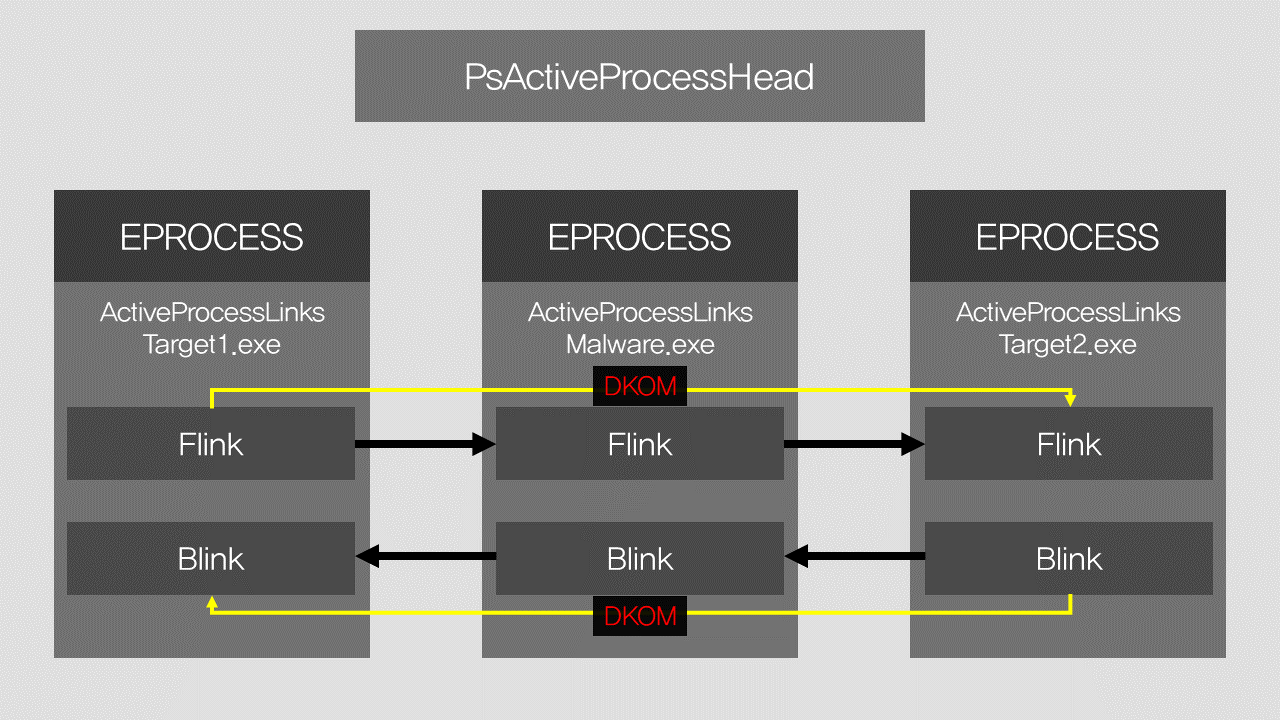 PsActiveProcessHead
EPROCESS
ActiveProcessLinks
Target1.exe
Flink
Blink
EPROCESS
ActiveProcessLinks
Malware.exe
DKOM
Flink
Blink
DKOM
EPROCESS
ActiveProcessLinks
Target2.exe
Flink
Blink